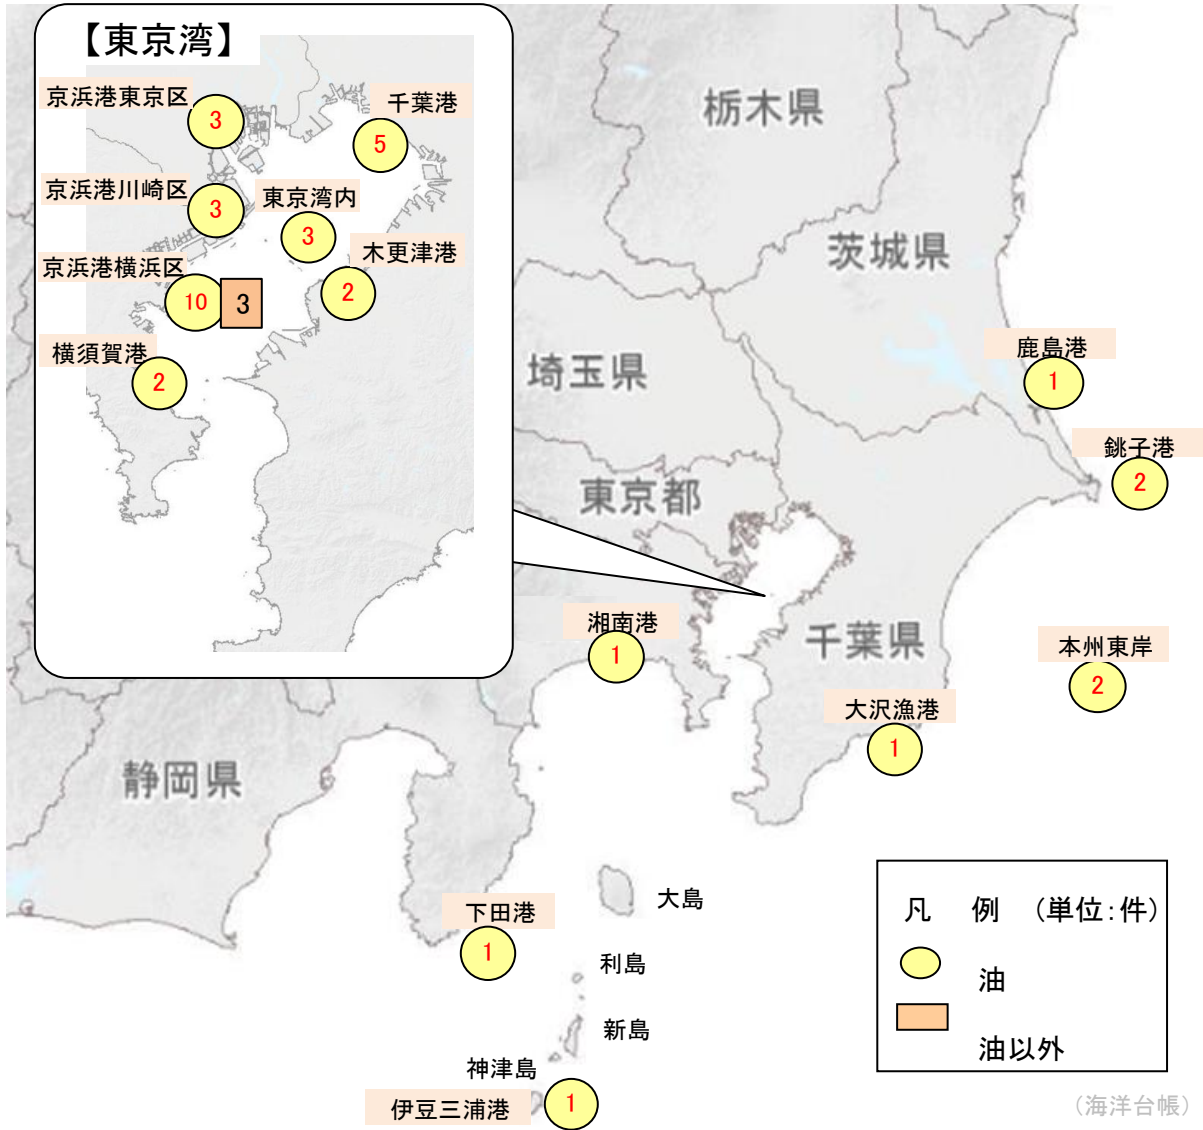 【東京湾】
京浜港東京区
3
千葉港
5
京浜港川崎区
3
東京湾内
3
木更津港
2
京浜港横浜区
10
3
横須賀港
2
栃木県
茨城県
埼玉県
東京都
千葉県
静岡県
鹿島港
1
銚子港
2
湘南港
1
本州東岸
2
大沢漁港
1
下田港
1
大島
利島
新島
神津島
伊豆三浦港
1
凡 例 (単位:件)
油
油以外
(海洋台帳)